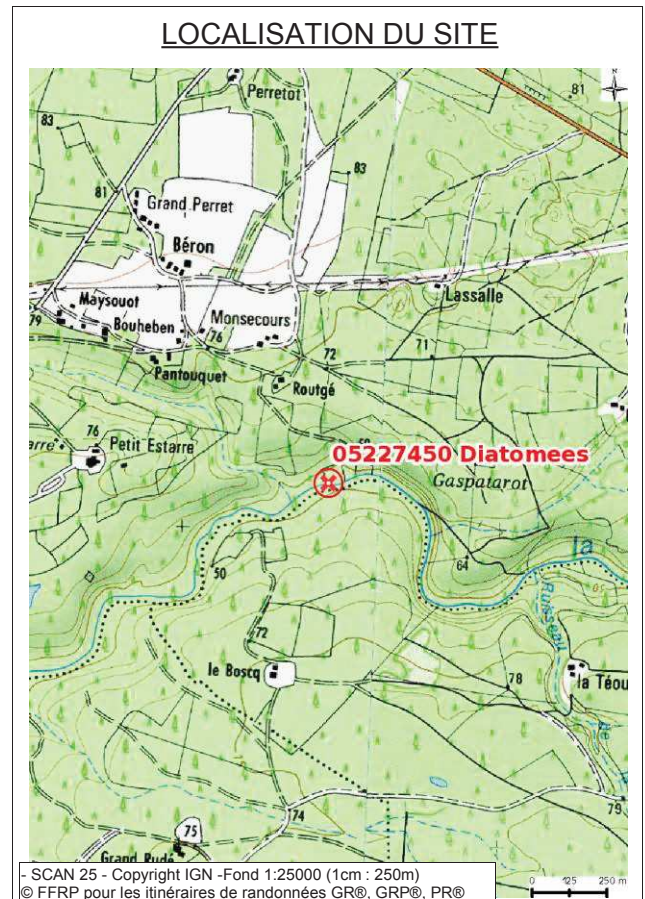 LOCALISATION DU SITE
N
Perretot
81
83
83
81
Grand Perret
Béron
Lassalle
Maysouot
79
Bouheben
76
Monsecours
71
72
Pantouquet
Routgé
76
Petit Estarre
05227450 Diatomees
Gaspatarot
la
50
64
Ruisseau
72
le Boscq
78
la Téou
de
74
79
75
Grand Rudé
- SCAN 25 - Copyright IGN -Fond 1:25000 (1cm : 250m)
© FFRP pour les itinéraires de randonnées GR®, GRP®, PR®
0 125 250 m